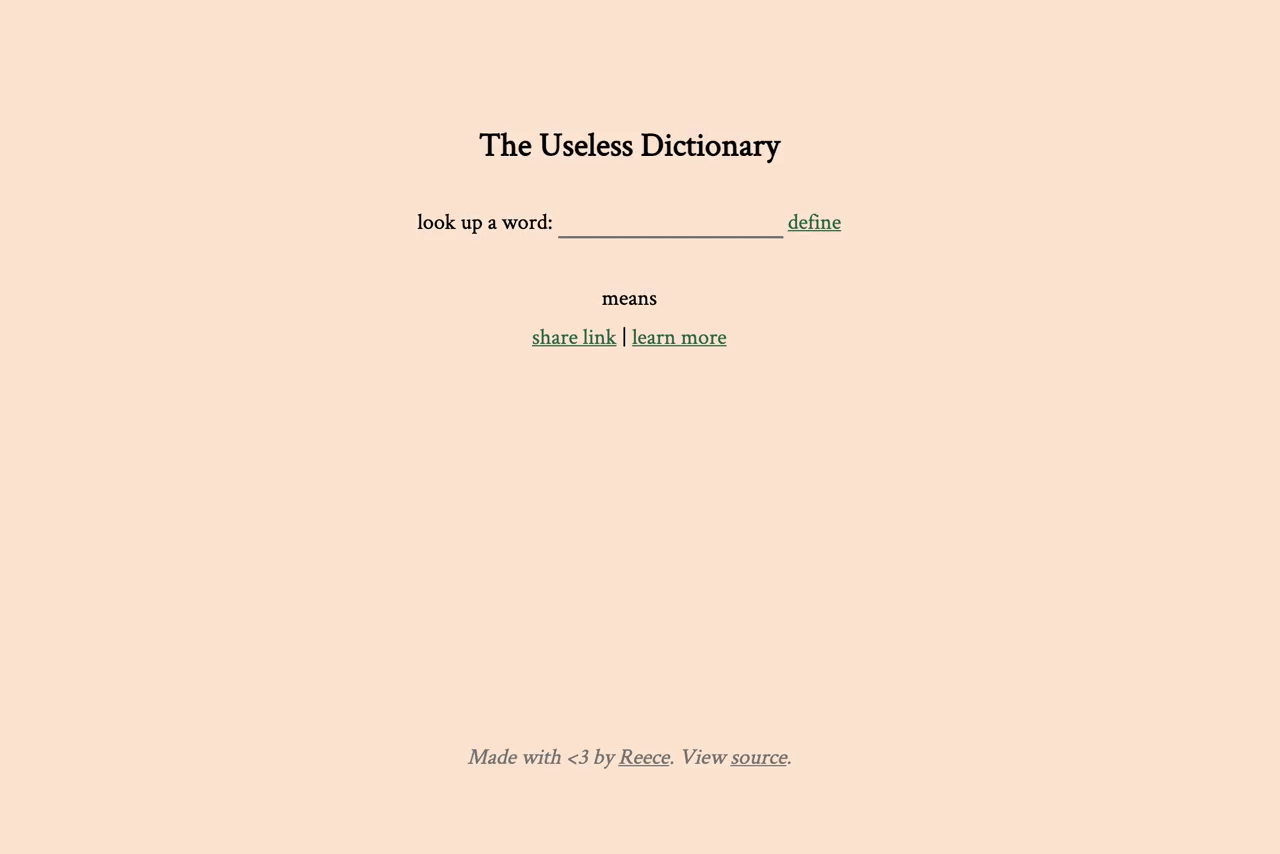 The Useless Dictionary
look up a word: define
means
share link | learn more
Made with <3 by Reece. View source.